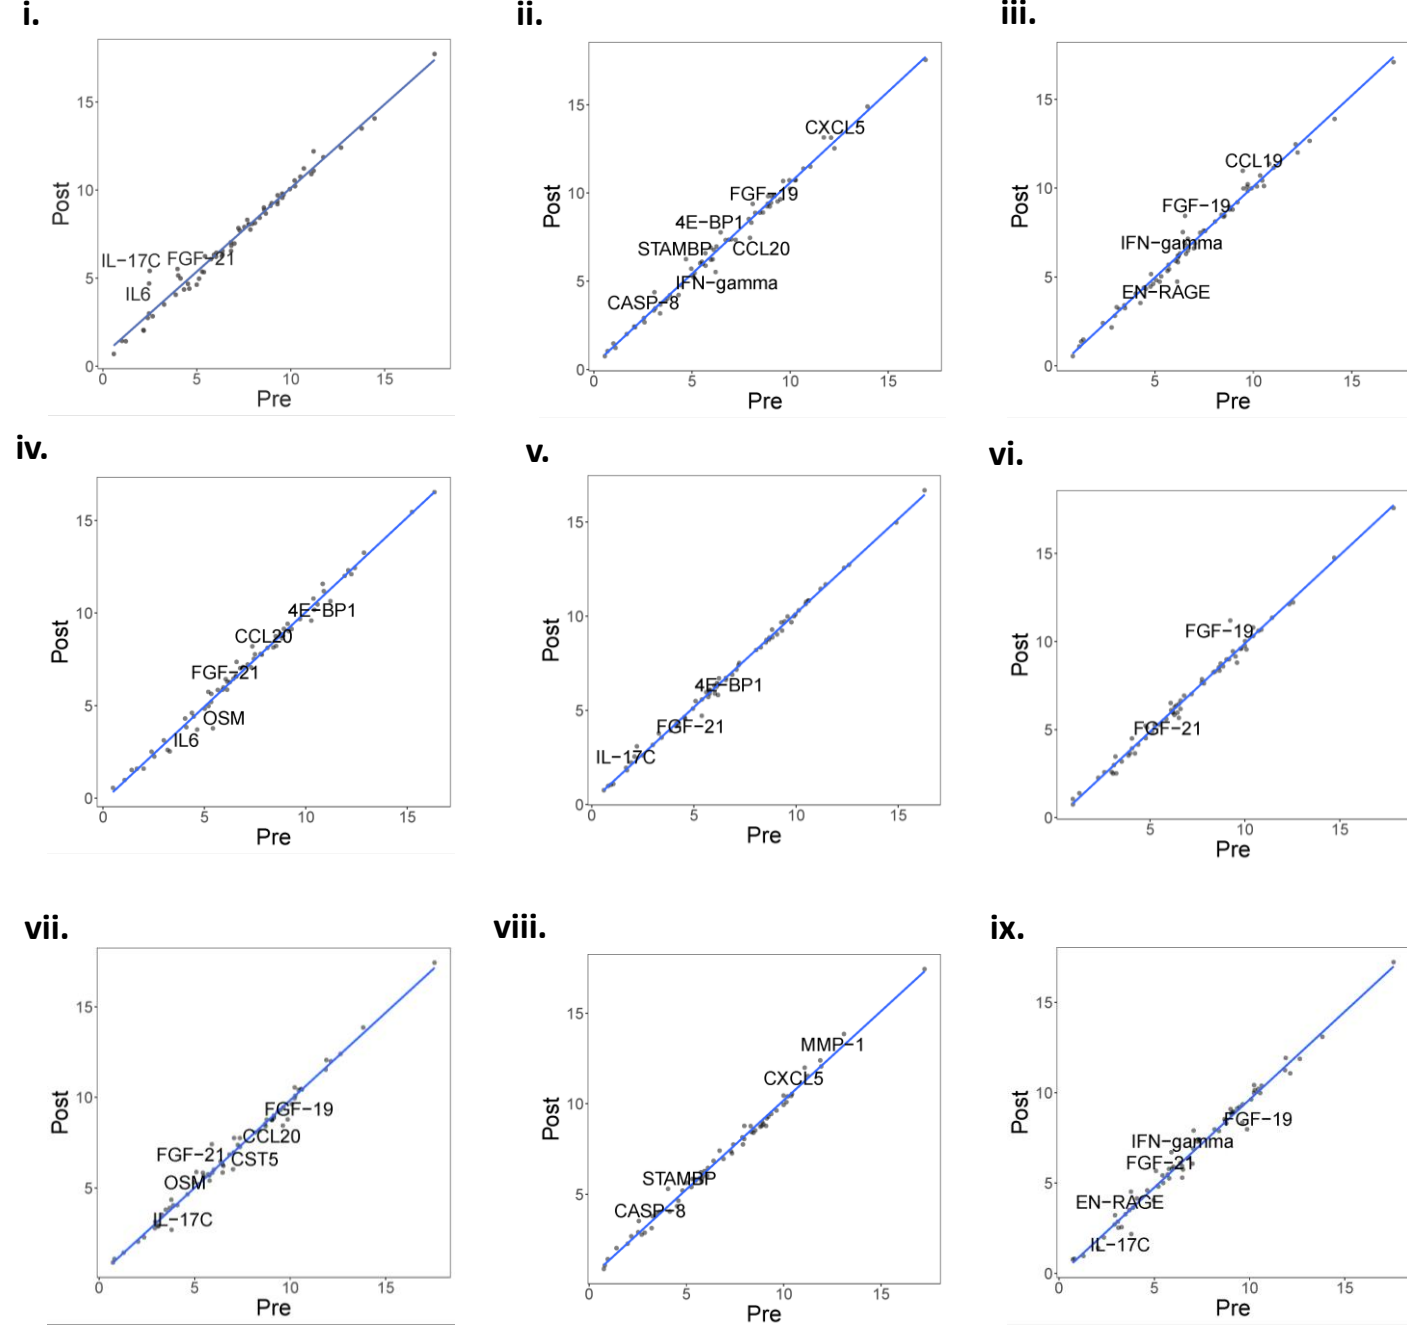 i.
15
10
5
0
Post
IL−17C
FGF−21
IL6
0
5
10
15
Pre
ii.
15
10
5
0
Post
CXCL5
FGF−19
4E−BP1
STAMBP
CCL20
IFN−gamma
CASP−8
0
5
10
15
Pre
iii.
15
10
5
0
Post
CCL19
FGF−19
IFN−gamma
EN−RAGE
5
10
15
Pre
iv.
15
10
5
0
Post
4E−BP1
CCL20
FGF−21
OSM
IL6
0
5
10
15
Pre
v.
15
10
5
0
Post
4E−BP1
FGF−21
IL−17C
0
5
10
15
Pre
vi.
15
10
5
0
Post
FGF−19
FGF−21
5
10
15
Pre
vii.
15
10
5
Post
FGF−19
CCL20
FGF−21
CST5
OSM
IL−17C
0
5
10
15
Pre
viii.
15
10
5
Post
MMP−1
CXCL5
STAMBP
CASP−8
0
5
10
15
Pre
ix.
15
10
5
0
Post
FGF−19
IFN−gamma
FGF−21
EN−RAGE
IL−17C
0
5
10
15
Pre